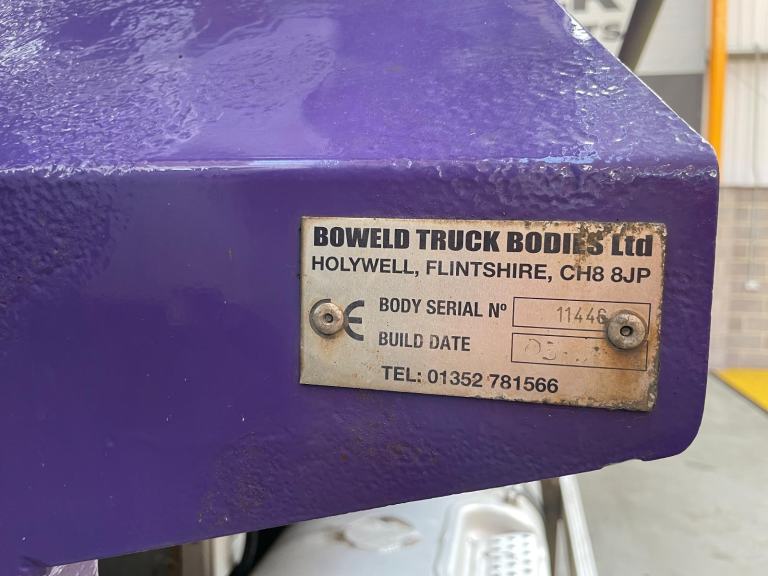 BOWELD TRUCK BODIES Ltd
HOLYWELL, FLINTSHIRE, CH8 8JP
CE BODY SERIAL Nº 11446
BUILD DATE
TEL: 01352 781566